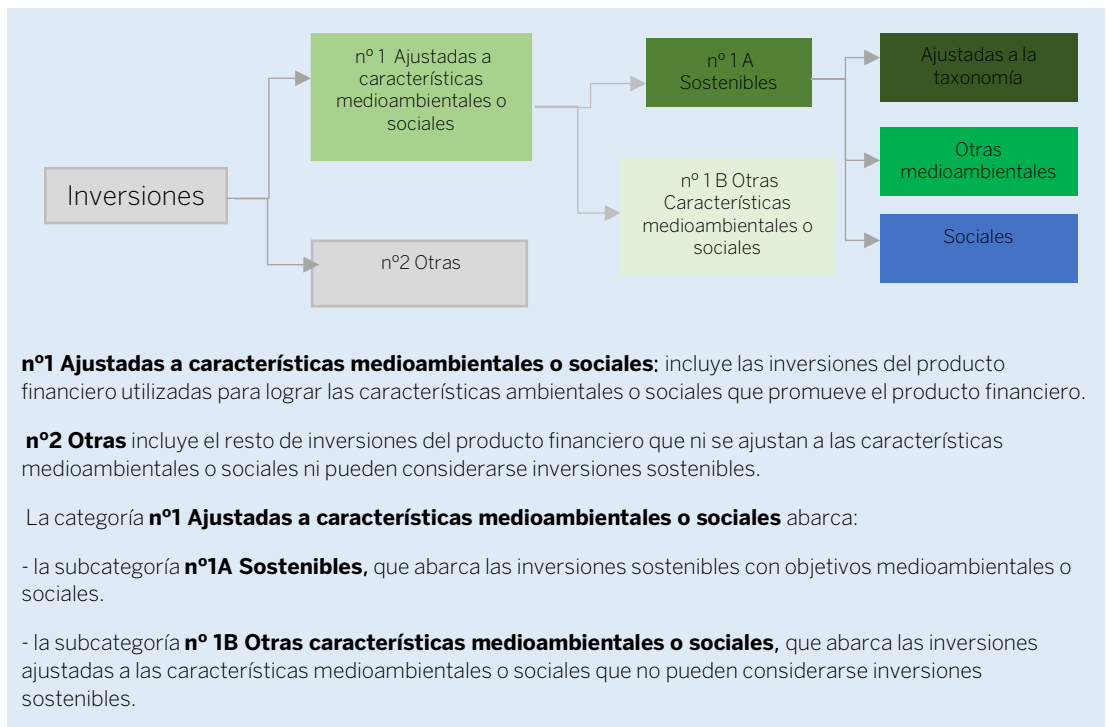 nº 1 Ajustadas a
características
medioambientales o
sociales
nº 1 A
Sostenibles
Ajustadas a la
taxonomía
Otras
medioambientales
Inversiones
nº 1 B Otras
Características
medioambientales o
sociales
Sociales
nº2 Otras
nº1 Ajustadas a características medioambientales o sociales: incluye las inversiones del producto
financiero utilizadas para lograr las características ambientales o sociales que promueve el producto financiero.
nº2 Otras incluye el resto de inversiones del producto financiero que ni se ajustan a las características
medioambientales o sociales ni pueden considerarse inversiones sostenibles.
La categoría nº1 Ajustadas a características medioambientales o sociales abarca:
- la subcategoría nº1A Sostenibles, que abarca las inversiones sostenibles con objetivos medioambientales o
sociales.
- la subcategoría nº 1B Otras características medioambientales o sociales, que abarca las inversiones
ajustadas a las características medioambientales o sociales que no pueden considerarse inversiones
sostenibles.